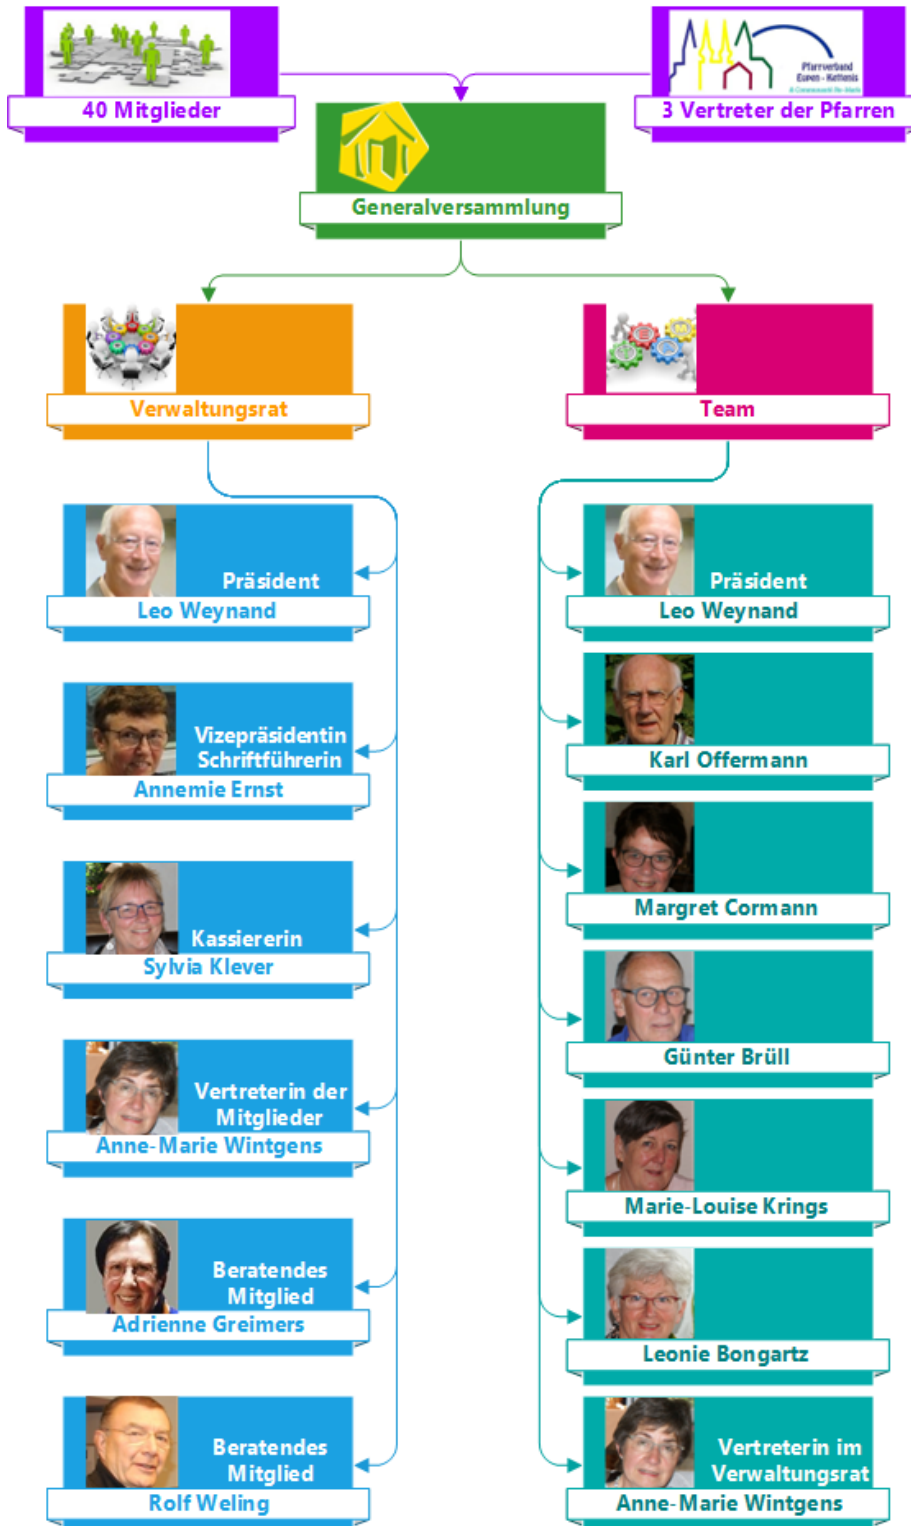 40 Mitglieder
Pfarrverband
Eupen - Kettenis
3 Vertreter der Pfarren
Generalversammlung
Verwaltungsrat
Team
Präsident
Leo Weynand
Vizepräsidentin
Schriftführerin
Annemie Ernst
Kassiererin
Sylvia Klever
Vertreterin der
Mitglieder
Anne-Marie Wintgens
Beratendes
Mitglied
Adrienne Greimers
Beratendes
Mitglied
Rolf Weling
Präsident
Leo Weynand
Karl Offermann
Margret Cormann
Günter Brüll
Marie-Louise Krings
Leonie Bongartz
Vertreterin im
Verwaltungsrat
Anne-Marie Wintgens